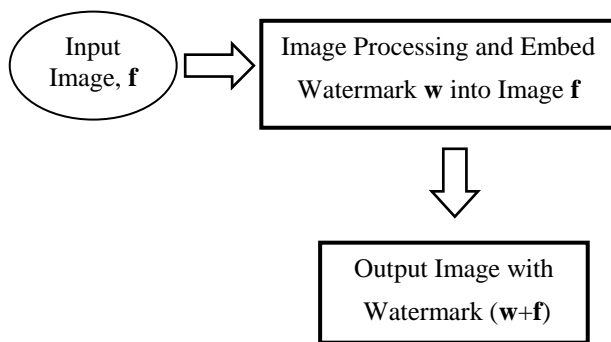 Input
Image, f
Image Processing and Embed
Watermark w into Image f
Output Image with
Watermark (w+f)